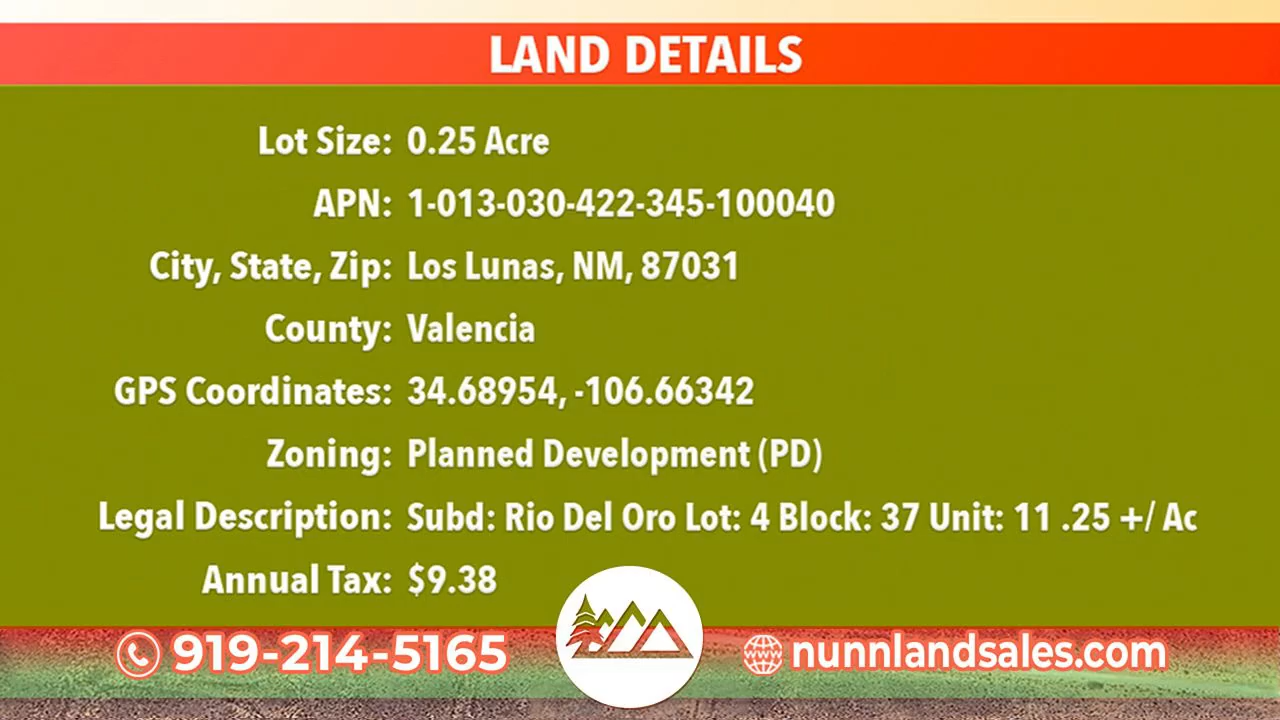 LAND DETAILS
Lot Size: 0.25 Acre
APN: 1-013-030-422-345-100040
City, State, Zip: Los Lunas, NM, 87031
County: Valencia
GPS Coordinates: 34.68954, -106.66342
Zoning: Planned Development (PD)
Legal Description: Subd: Rio Del Oro Lot: 4 Block: 37 Unit: 11 .25 +/ Ac
Annual Tax: $9.38
919-214-5165
nunnlandsales.com